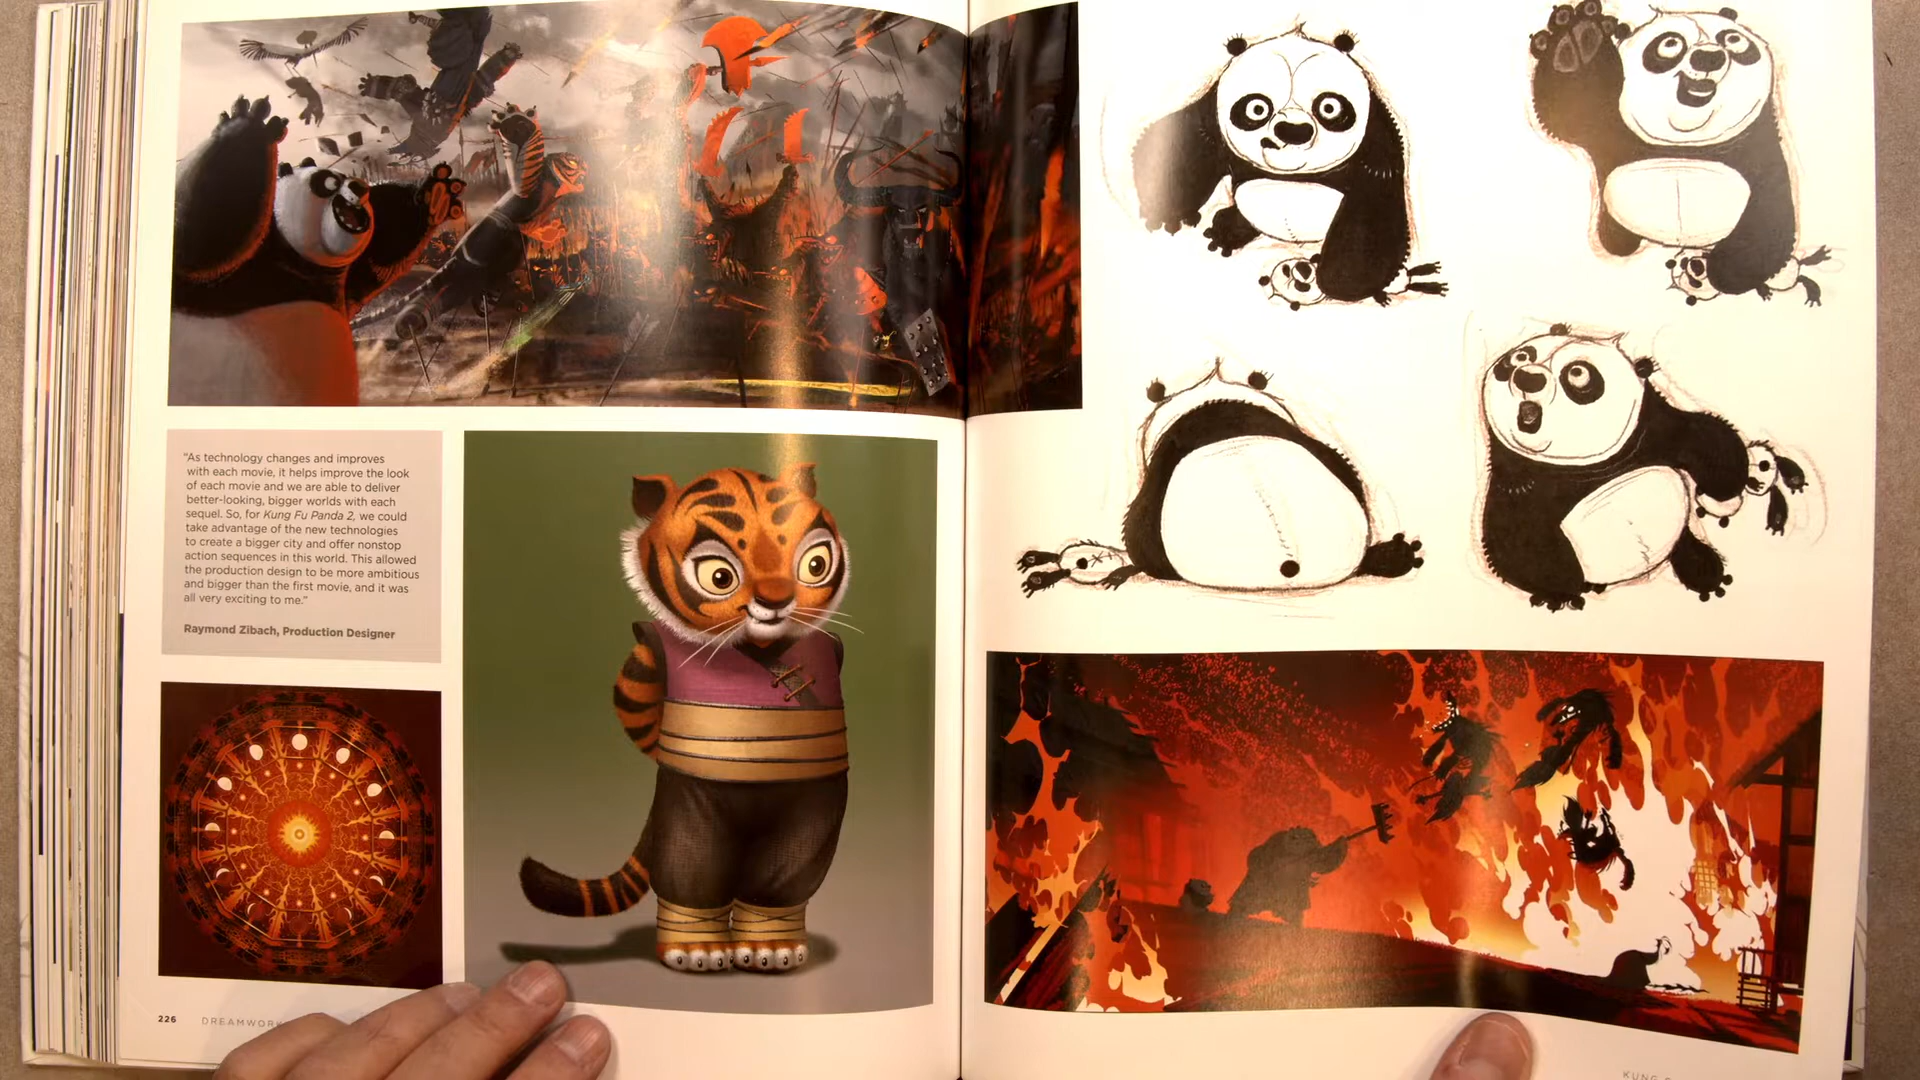 "As technology changes and improves
with each movie, it helps improve the look
of each movie and we are able to deliver
better-looking, bigger worlds with each
sequel. So, for Kung Fu Panda 2, we could
take advantage of the new technologies
to create a bigger city and offer nonstop
action sequences in this world. This allowed
the production design to be more ambitious
and bigger than the first movie, and it was
all very exciting to me."
Raymond Zibach, Production Designer
226 DREAMWORK
KUNG